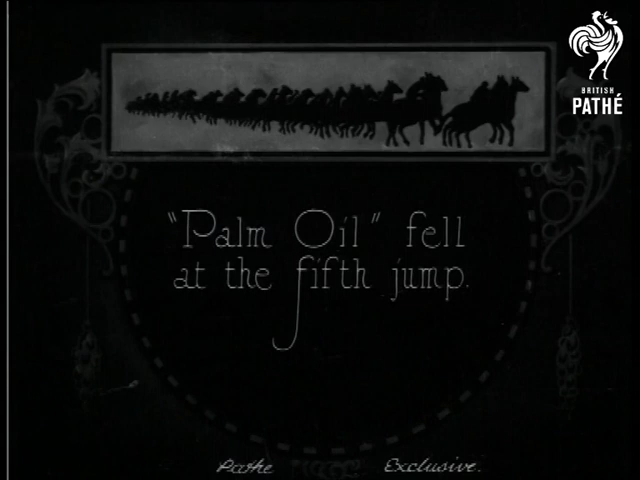 BRITISH
PATHÉ
"Palm Oil" fell
at the fifth jump.
Pathe Exclusive.